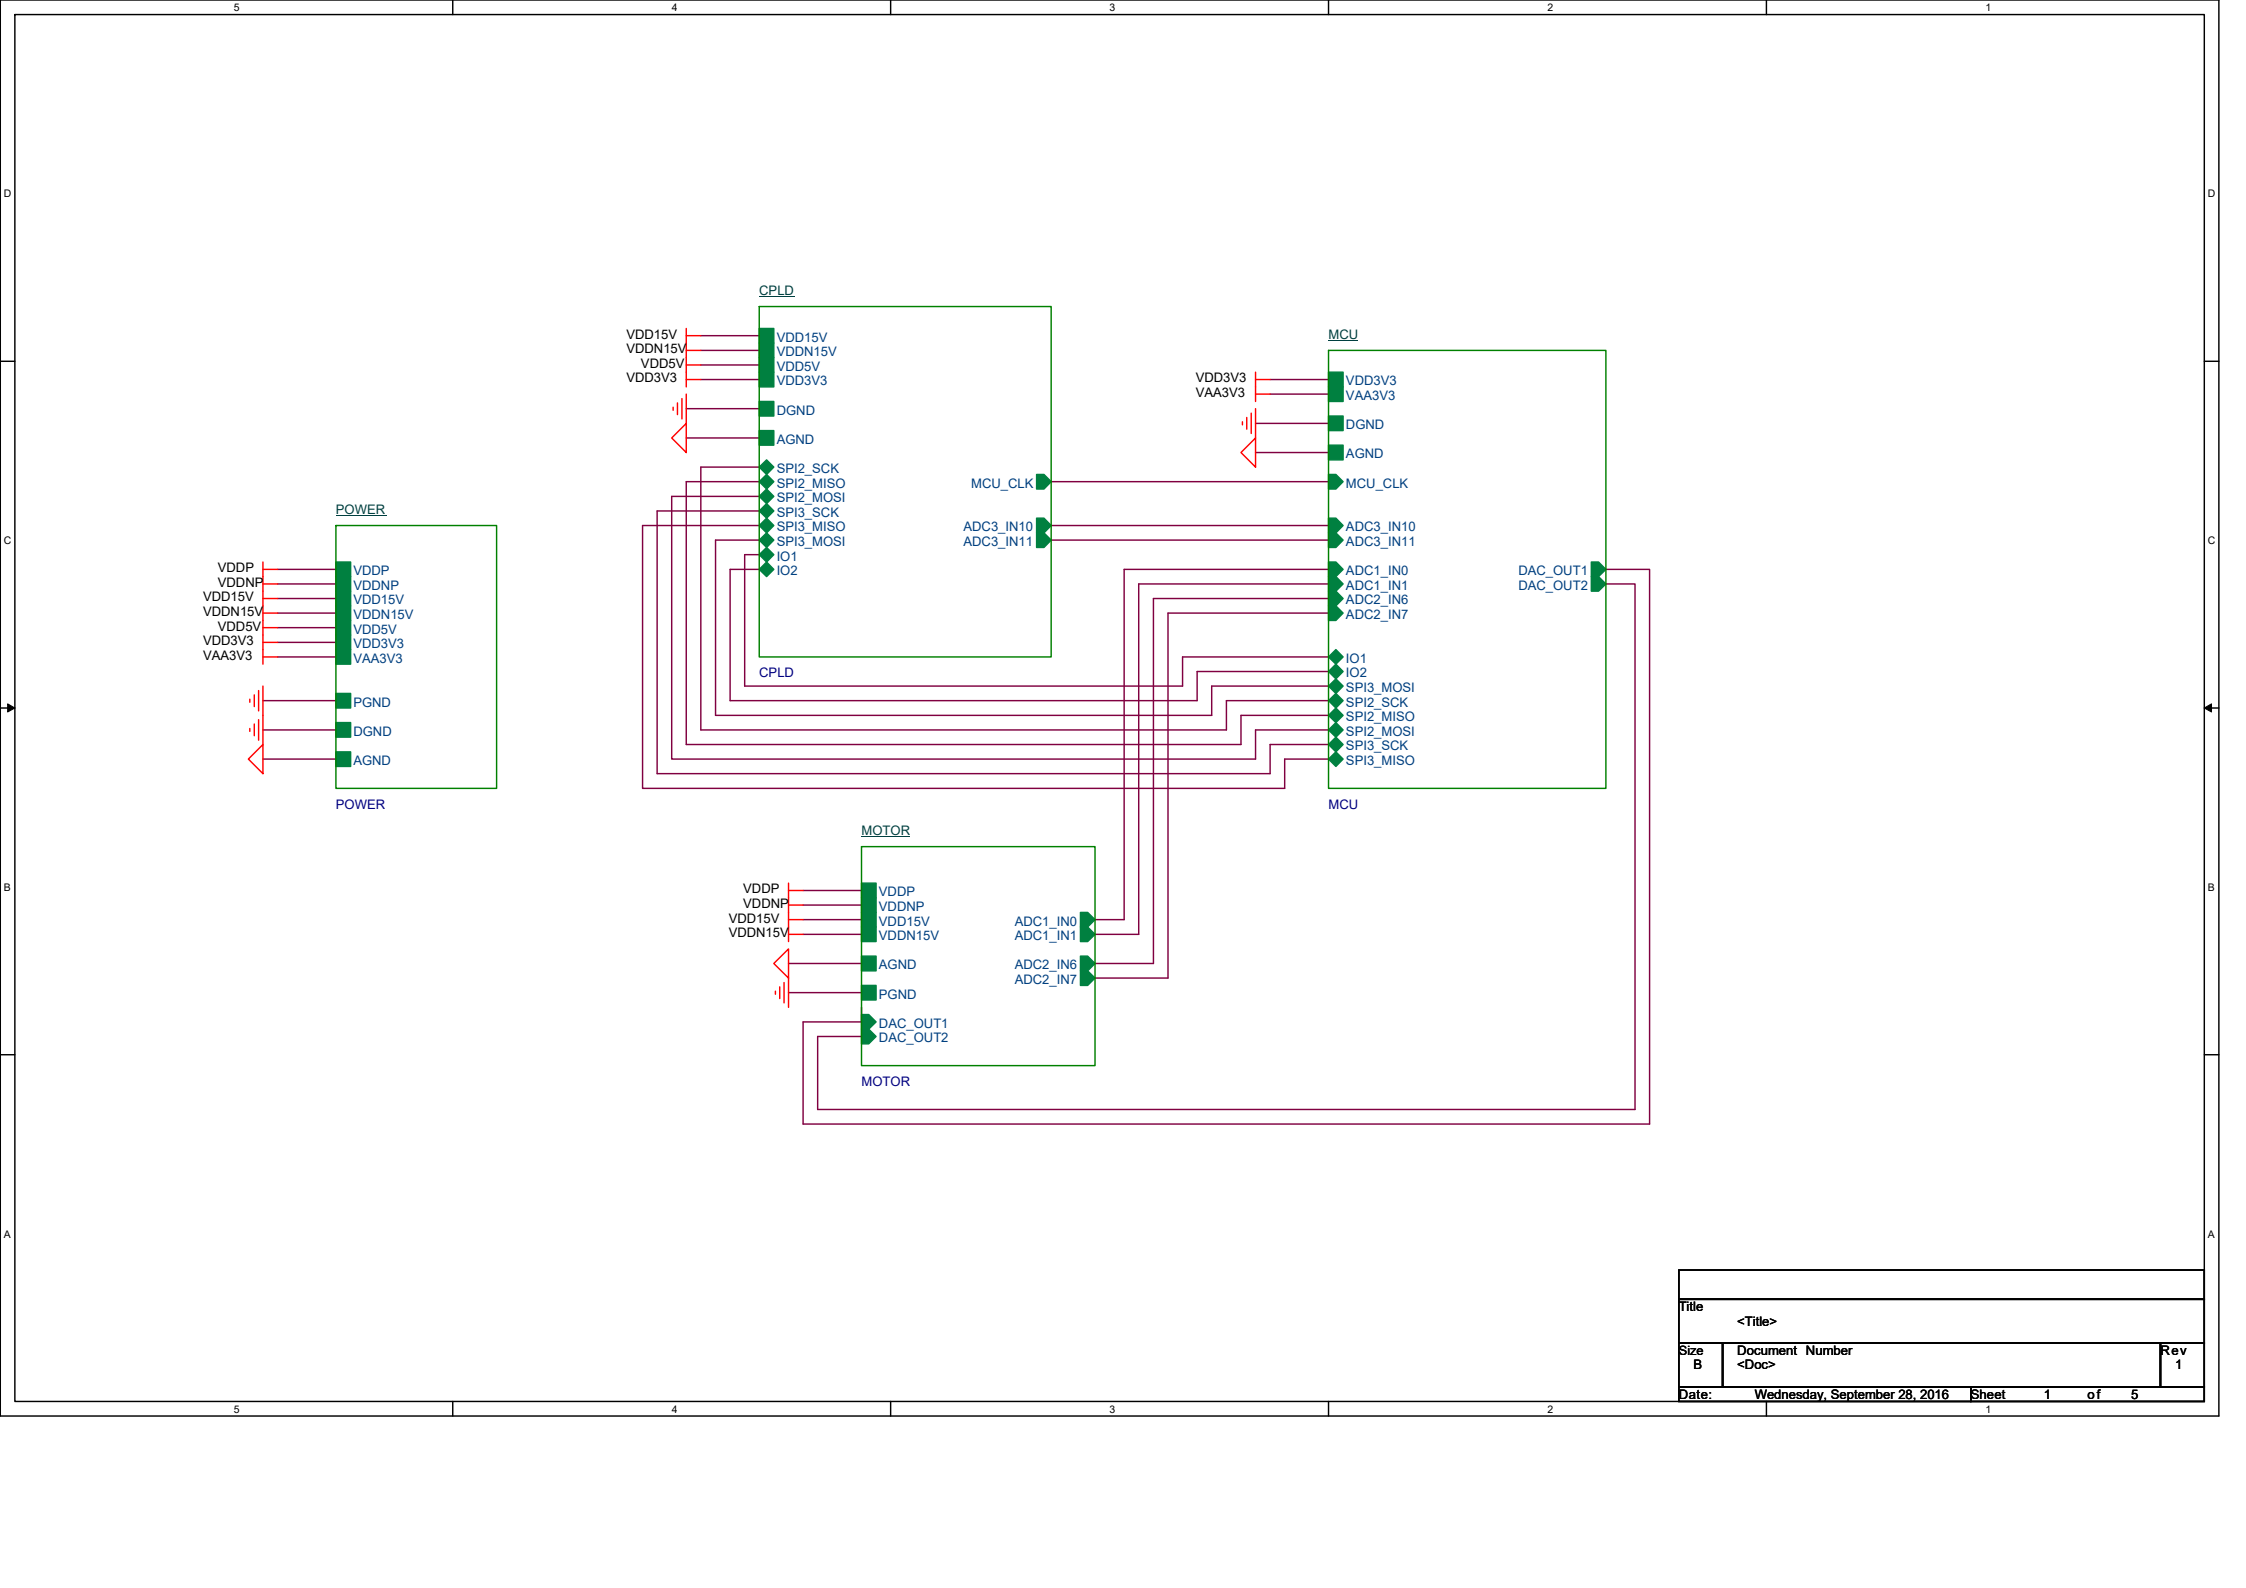 5 4 3 2 1
D D
C C
B B
A A
CPLD
VDD15V
VDDN15V
VDD5V
VDD3V3
VDD15V
VDDN15V
VDD5V
VDD3V3
DGND
AGND
SPI2_SCK
SPI2_MISO
SPI2_MOSI
SPI3_SCK
SPI3_MISO
SPI3_MOSI
IO1
IO2
MCU_CLK
ADC3_IN10
ADC3_IN11
CPLD
MCU
VDD3V3
VAA3V3
VDD3V3
VAA3V3
DGND
AGND
MCU_CLK
ADC3_IN10
ADC3_IN11
ADC1_IN0
ADC1_IN1
ADC2_IN6
ADC2_IN7
IO1
IO2
SPI3_MOSI
SPI2_SCK
SPI2_MISO
SPI2_MOSI
SPI3_SCK
SPI3_MISO
DAC_OUT1
DAC_OUT2
MCU
POWER
VDDP
VDDNP
VDD15V
VDDN15V
VDD5V
VDD3V3
VAA3V3
VDDP
VDDNP
VDD15V
VDDN15V
VDD5V
VDD3V3
VAA3V3
PGND
DGND
AGND
POWER
MOTOR
VDDP
VDDNP
VDD15V
VDDN15V
VDDP
VDDNP
VDD15V
VDDN15V
AGND
PGND
DAC_OUT1
DAC_OUT2
ADC1_IN0
ADC1_IN1
ADC2_IN6
ADC2_IN7
MOTOR
Title
<Title>
Size Document Number Rev
B <Doc> 1
Date: Wednesday, September 28, 2016 Sheet 1 of 5
5 4 3 2 1